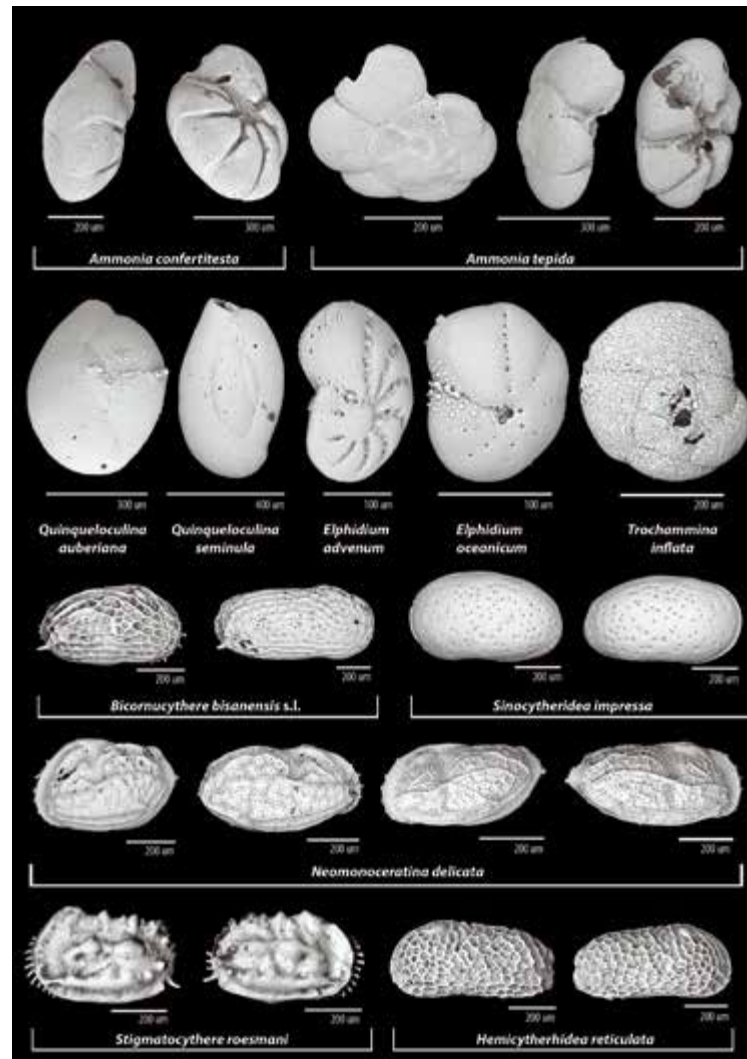 200 um 300 um 200 um 300 um 200 um
Ammonia confertitesta Ammonia tepida
300 um 400 um 100 um 100 um 200 um
Quinqueloculina Quinqueloculina Elphidium Elphidium Trochammina
auberiana seminula advenum oceanicum inflata
200 um 200 um 200 um 200 um
Bicornucythere bisanensis s.l. Sinocytheridea impressa
200 um 200 um 200 um 200 um
Neomonoceratina delicata
200 um 200 um 200 um 200 um
Stigmatocythere roesmani Hemicytherhidea reticulata